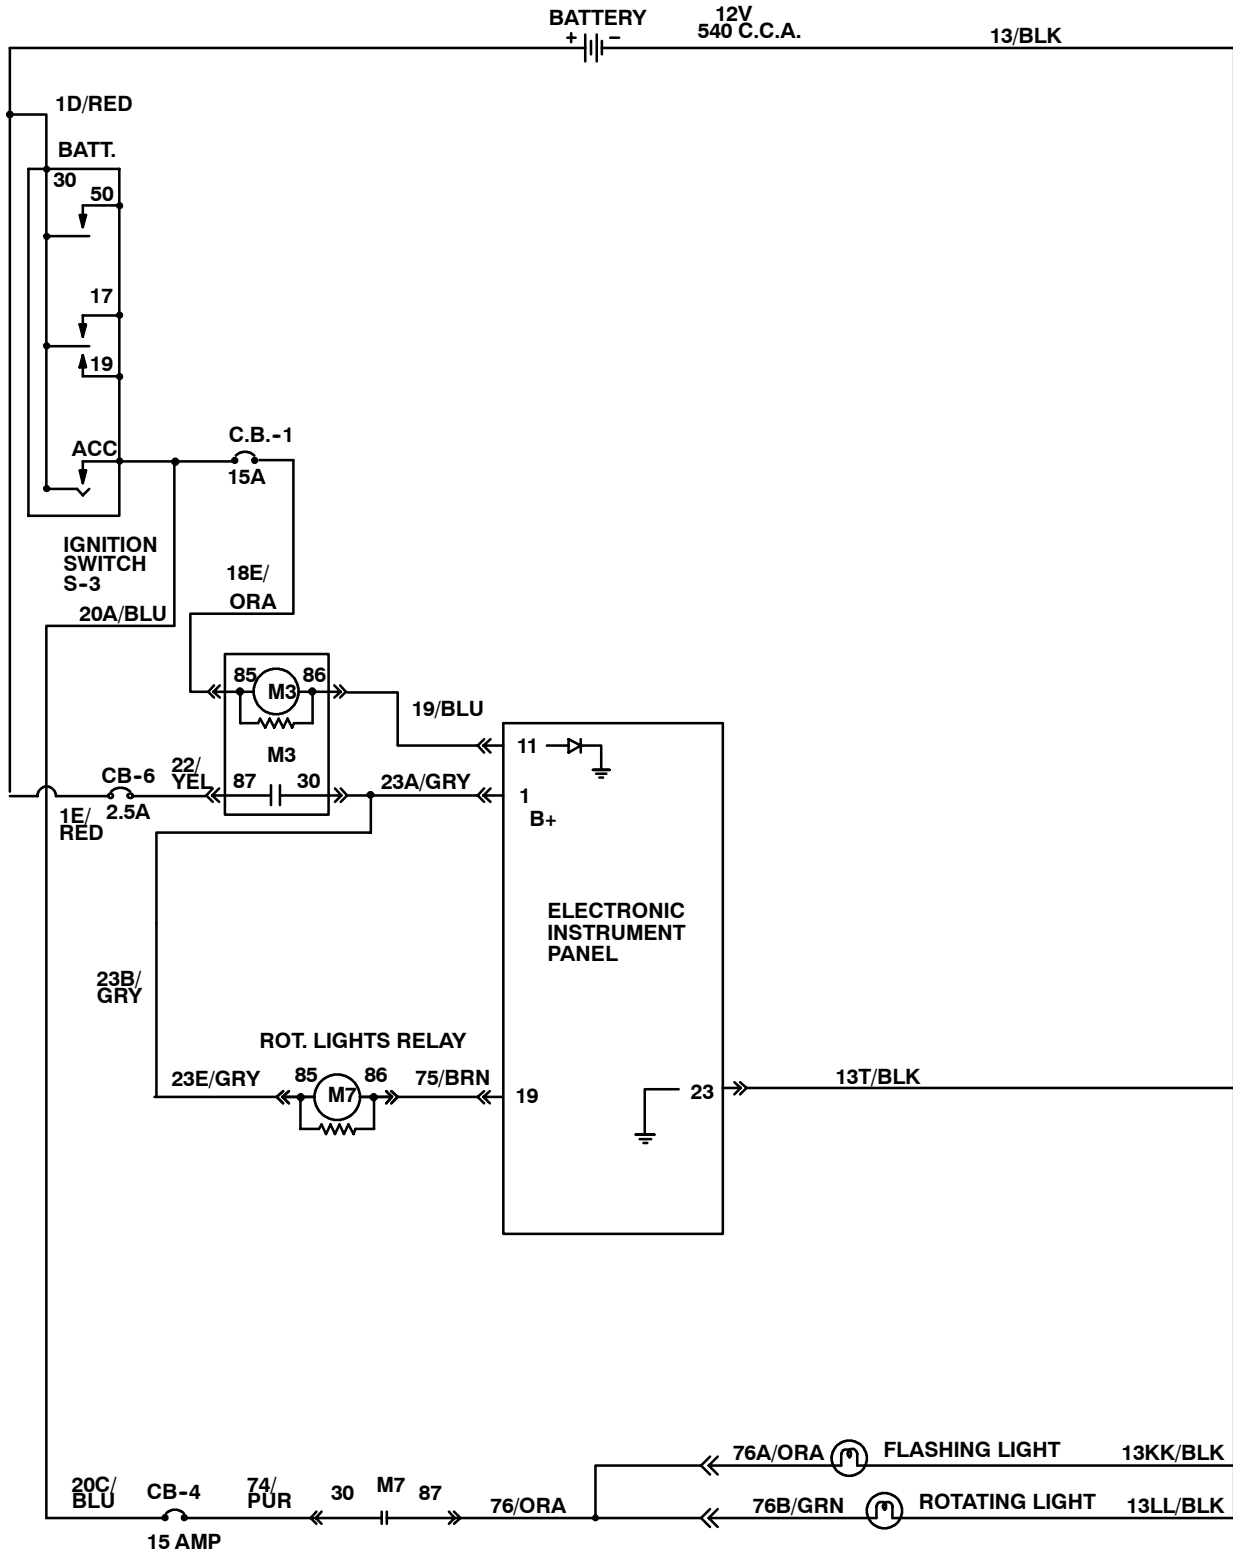 BATTERY
12V
540 C.C.A.
+ −
13/BLK
1D/RED
BATT.
30
50
17
19
ACC
C.B.-1
15A
IGNITION
SWITCH
S-3
18E/
ORA
20A/BLU
85
M3
86
19/BLU
11
M3
CB-6
22/
YEL
87
30
23A/GRY
1
B+
1E/
RED
2.5A
ELECTRONIC
INSTRUMENT
PANEL
23B/
GRY
ROT. LIGHTS RELAY
23E/GRY
85
M7
86
75/BRN
19
23
13T/BLK
76A/ORA
FLASHING LIGHT
13KK/BLK
20C/
BLU
CB-4
15 AMP
74/
PUR
30
M7
87
76/ORA
76B/GRN
ROTATING LIGHT
13LL/BLK